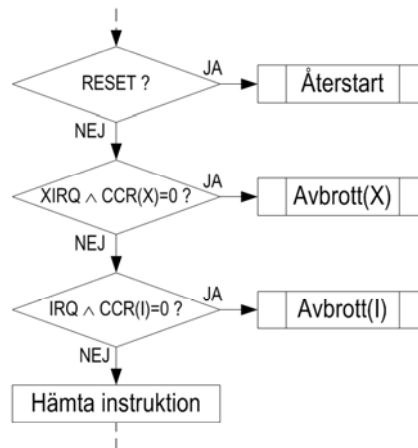 RESET ?
JA
Återstart
NEJ
XIRQ ∧ CCR(X)=0 ?
JA
Avbrott(X)
NEJ
IRQ ∧ CCR(I)=0 ?
JA
Avbrott(I)
NEJ
Hämta instruktion